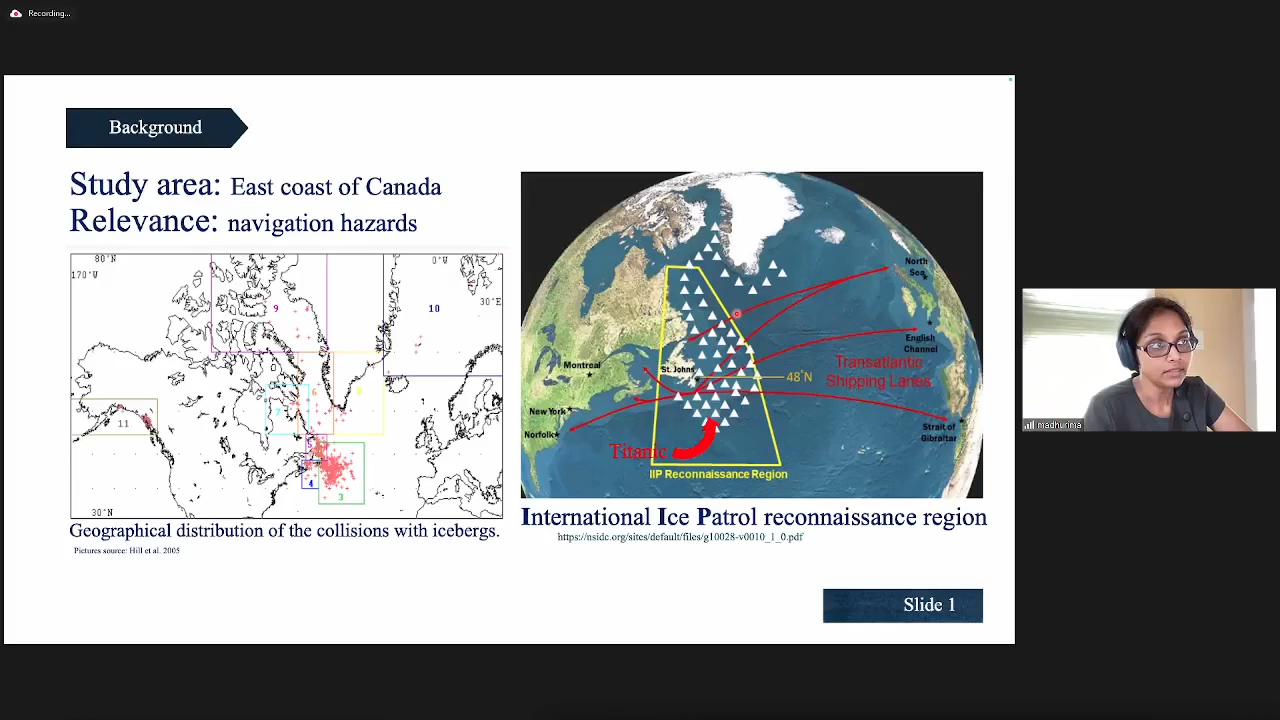 Recording...
Background
Study area: East coast of Canada
Relevance: navigation hazards
80°N
170°W
0°W
30°E
9
10
6
8
7
11
4
3
30°N
Geographical distribution of the collisions with icebergs.
Pictures source: Hill et al. 2005
North
Sea
English
Channel
Montreal
St. Johns
48°N
Transatlantic
Shipping Lanes
New York
Norfolk
Strait of
Gibraltar
Titanic
IIP Reconnaissance Region
International Ice Patrol reconnaissance region
https://nsidc.org/sites/default/files/g10028-v0010_1_0.pdf
Slide 1
madhurima